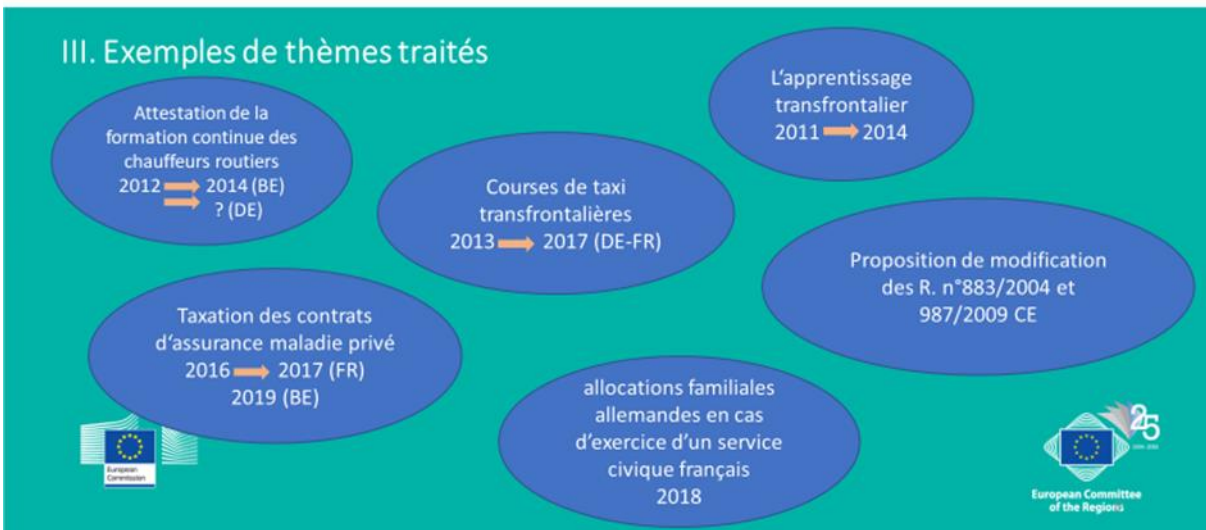 III. Exemples de thèmes traités
Attestation de la
formation continue des
chauffeurs routiers
2012 → 2014 (BE)
→ ? (DE)
L‘apprentissage
transfrontalier
2011 → 2014
Courses de taxi
transfrontalières
2013 → 2017 (DE-FR)
Proposition de modification
des R. n°883/2004 et
987/2009 CE
Taxation des contrats
d‘assurance maladie privé
2016 → 2017 (FR)
2019 (BE)
allocations familiales
allemandes en cas
d’exercice d’un service
civique français
2018
European
Commission
25
European Committee
of the Regions